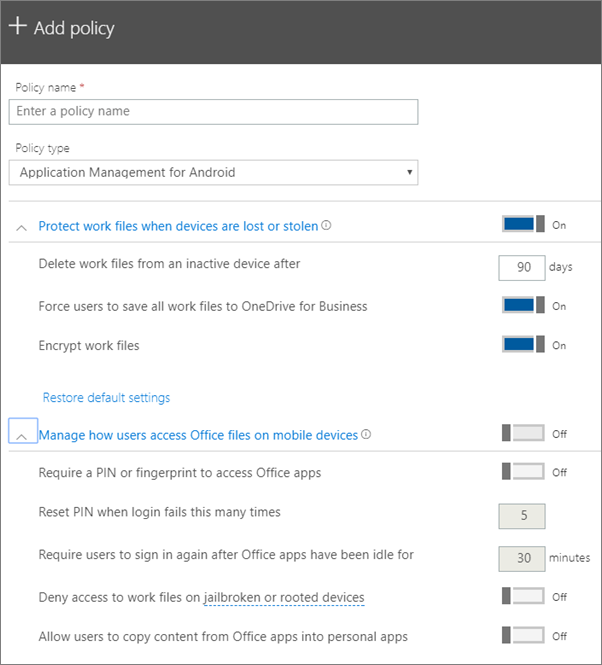 + Add policy
Policy name *
Enter a policy name
Policy type
Application Management for Android
Protect work files when devices are lost or stolen On
Delete work files from an inactive device after 90 days
Force users to save all work files to OneDrive for Business On
Encrypt work files On
Restore default settings
Manage how users access Office files on mobile devices Off
Require a PIN or fingerprint to access Office apps Off
Reset PIN when login fails this many times 5
Require users to sign in again after Office apps have been idle for 30 minutes
Deny access to work files on jailbroken or rooted devices Off
Allow users to copy content from Office apps into personal apps Off